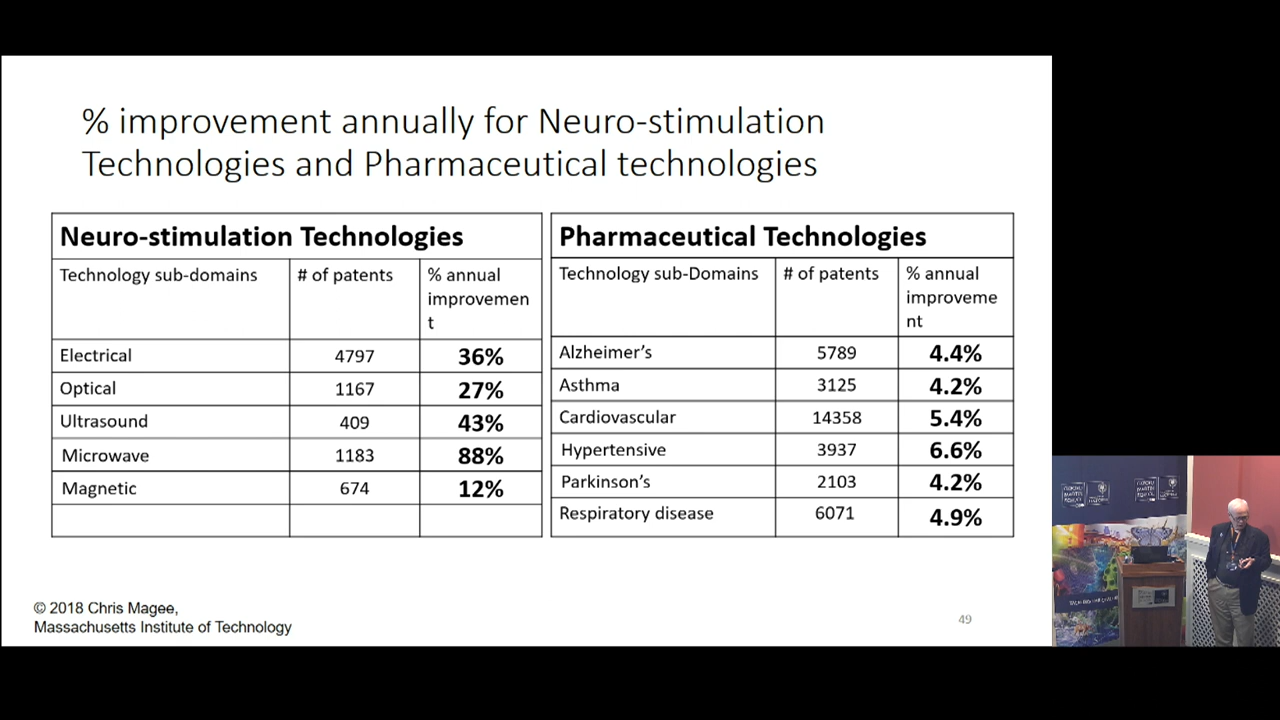 % improvement annually for Neuro-stimulation
Technologies and Pharmaceutical technologies
Neuro-stimulation Technologies
Technology sub-domains # of patents % annual
improvemen
t
Electrical 4797 36%
Optical 1167 27%
Ultrasound 409 43%
Microwave 1183 88%
Magnetic 674 12%
Pharmaceutical Technologies
Technology sub-Domains # of patents % annual
improveme
nt
Alzheimer's 5789 4.4%
Asthma 3125 4.2%
Cardiovascular 14358 5.4%
Hypertensive 3937 6.6%
Parkinson's 2103 4.2%
Respiratory disease 6071 4.9%
© 2018 Chris Magee,
Massachusetts Institute of Technology
49